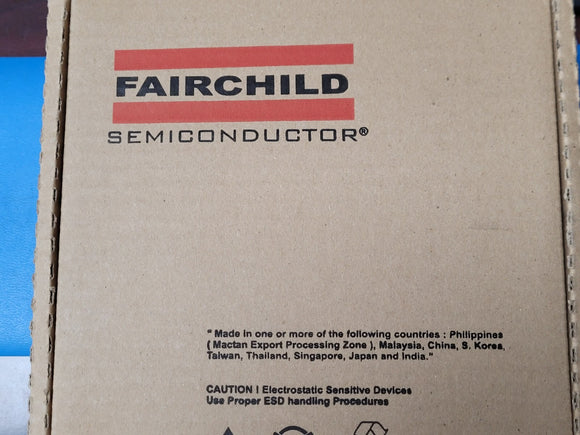 FAIRCHILD
SEMICONDUCTOR®
"Made in one or more of the following countries : Philippines
( Mactan Export Processing Zone ), Malaysia, China, S. Korea,
Taiwan, Thailand, Singapore, Japan and India."
CAUTION ! Electrostatic Sensitive Devices
Use Proper ESD handling Procedures